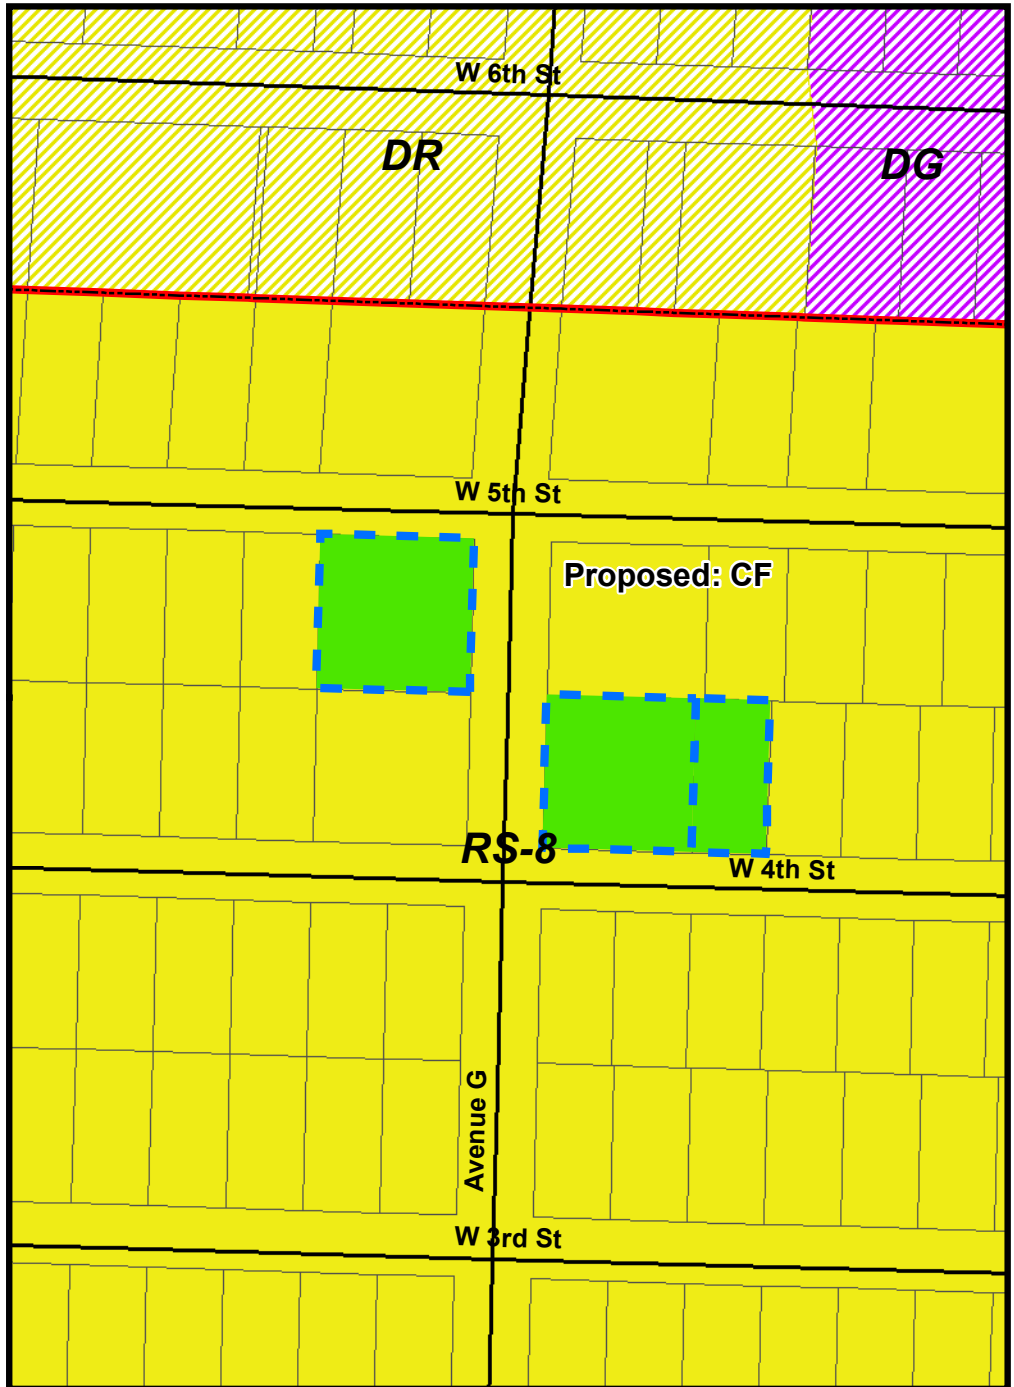 W 6th St
DR
DG
W 5th St
Proposed: CF
RS-8
W 4th St
Avenue G
W 3rd St